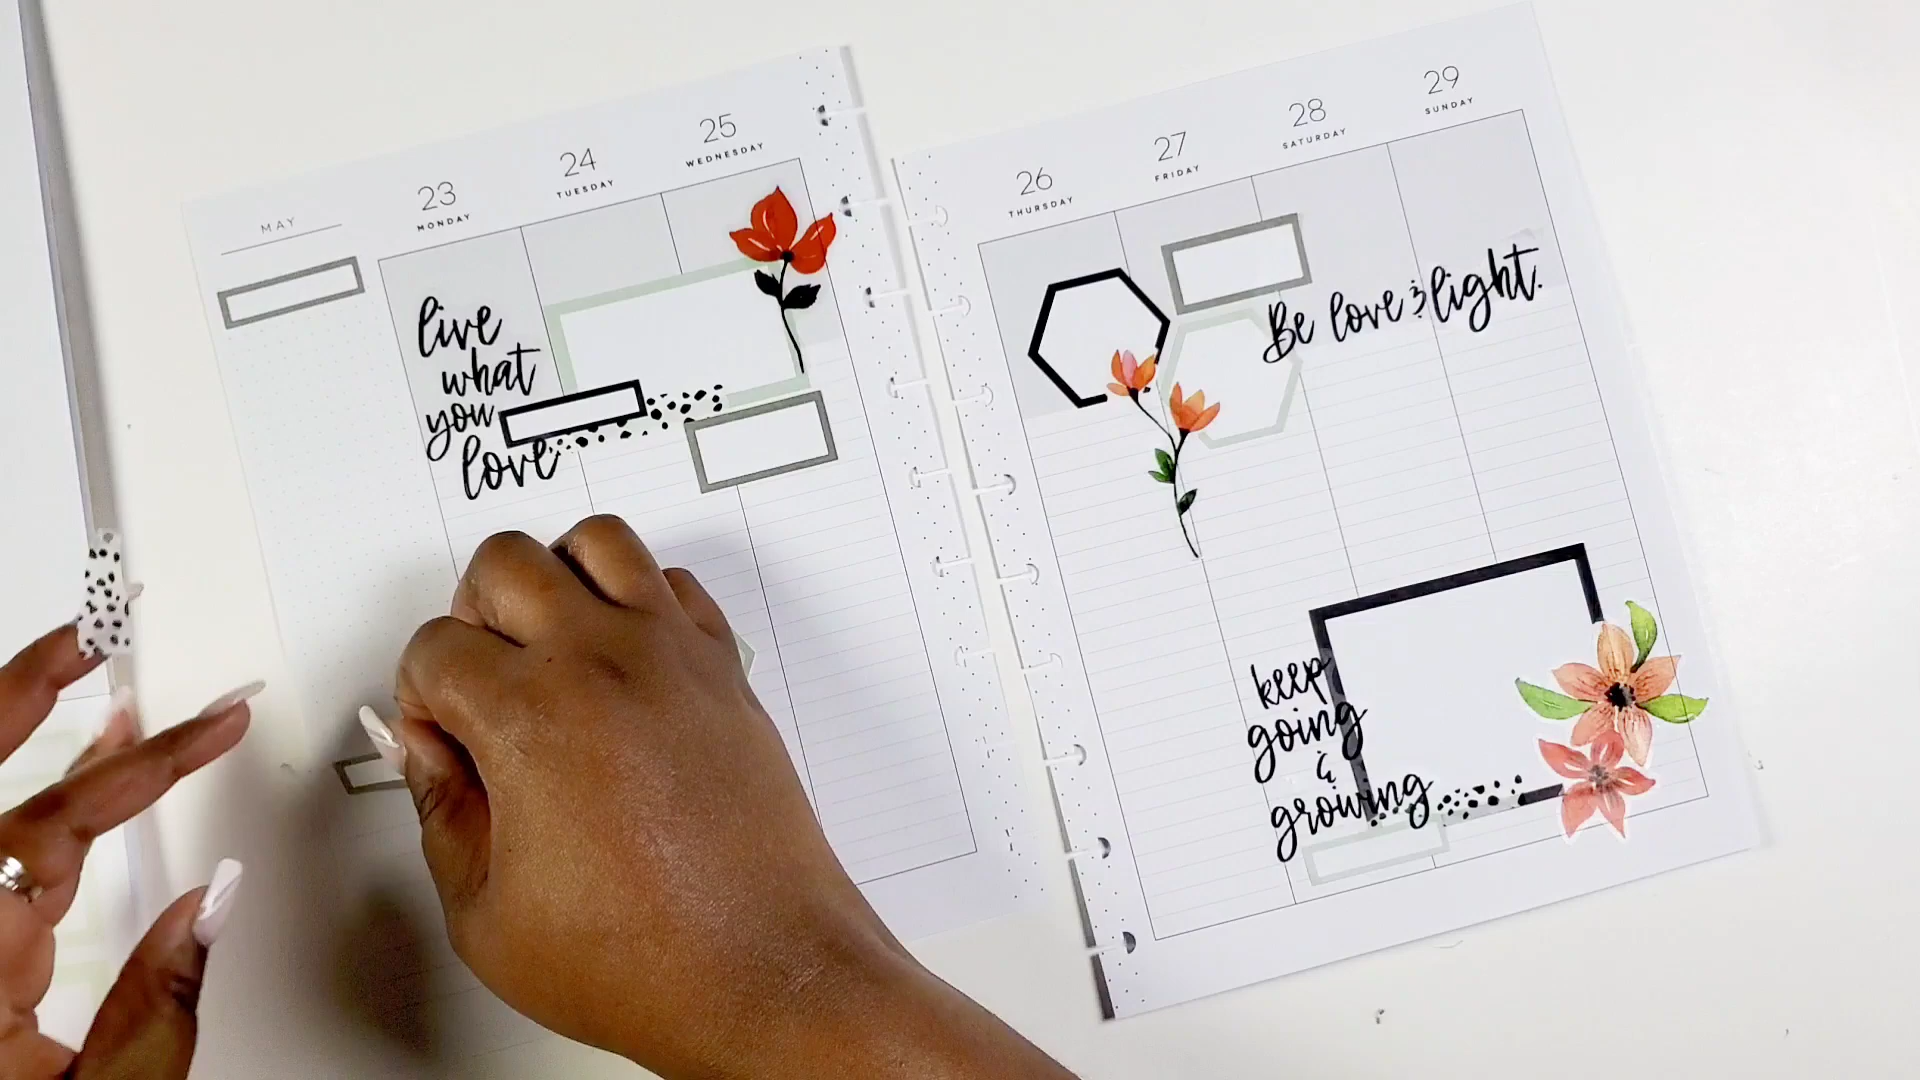 MAY
23
MONDAY
24
TUESDAY
25
WEDNESDAY
live
what
you
love
26
THURSDAY
27
FRIDAY
28
SATURDAY
29
SUNDAY
Be love & light.
keep
going
&
growing